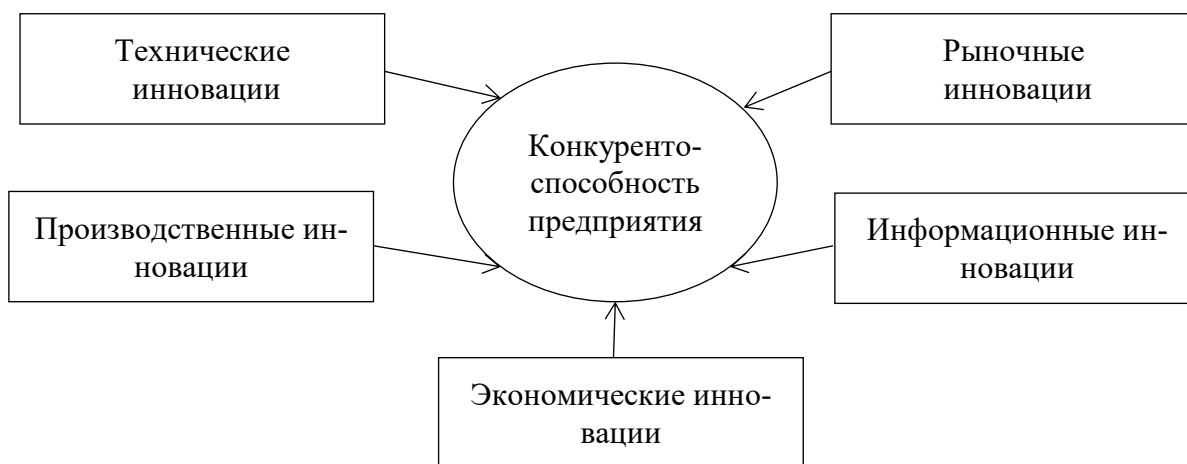 Технические
инновации
Рыночные
инновации
Конкуренто-
способность
предприятия
Производственные ин-
новации
Информационные ин-
новации
Экономические инно-
вации